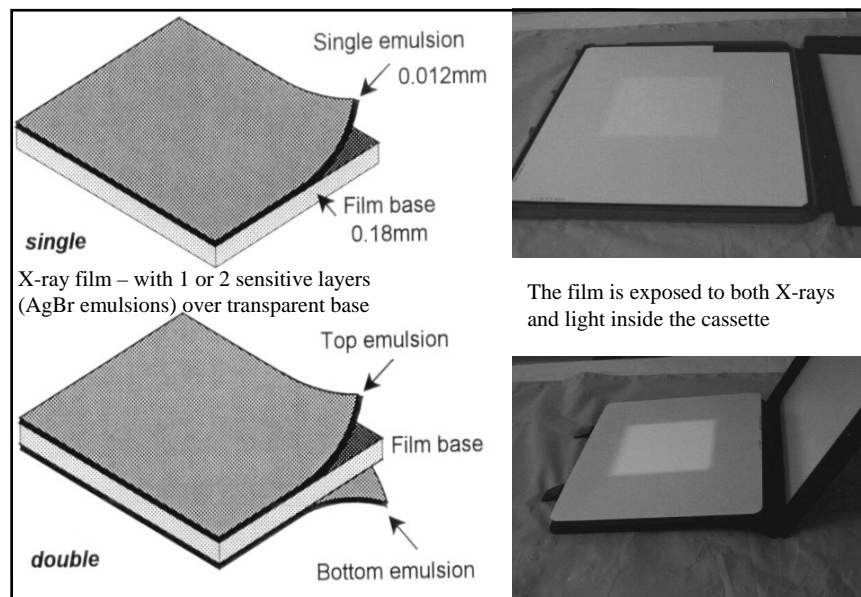 Single emulsion
0.012mm
Film base
0.18mm
single
X-ray film – with 1 or 2 sensitive layers
(AgBr emulsions) over transparent base
The film is exposed to both X-rays
and light inside the cassette
Top emulsion
Film base
double
Bottom emulsion